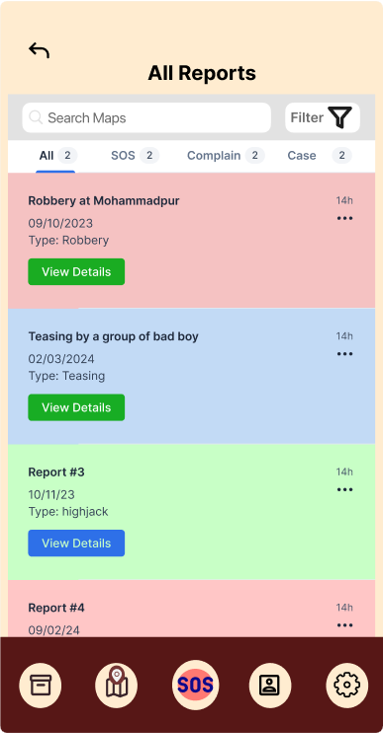 All Reports
Search Maps
Filter
All 2 SOS 2 Complain 2 Case 2
Robbery at Mohammadpur 14h
09/10/2023
Type: Robbery
View Details
Teasing by a group of bad boy 14h
02/03/2024
Type: Teasing
View Details
Report #3 14h
10/11/23
Type: highjack
View Details
Report #4 14h
09/02/24
SOS